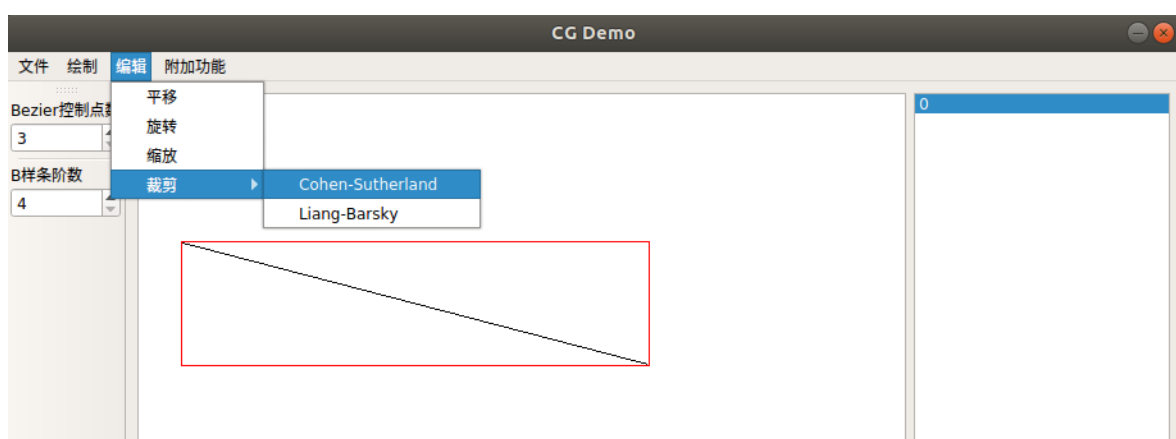 CG Demo
文件 绘制 编辑 附加功能
平移
Bezier控制点数
0
旋转
3
缩放
B样条阶数
裁剪
Cohen-Sutherland
4
Liang-Barsky